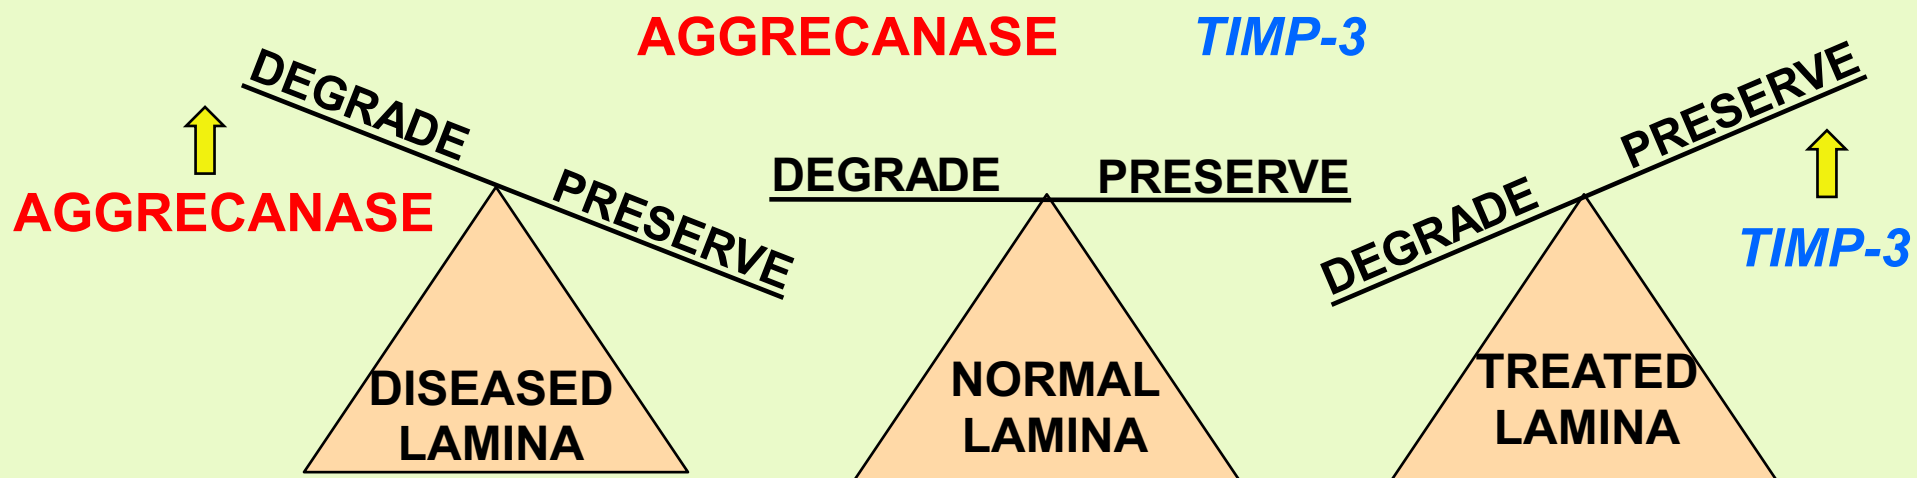 AGGRECANASE TIMP-3
DEGRADE PRESERVE
AGGRECANASE
DISEASED
LAMINA
DEGRADE PRESERVE
NORMAL
LAMINA
DEGRADE PRESERVE
TIMP-3
TREATED
LAMINA